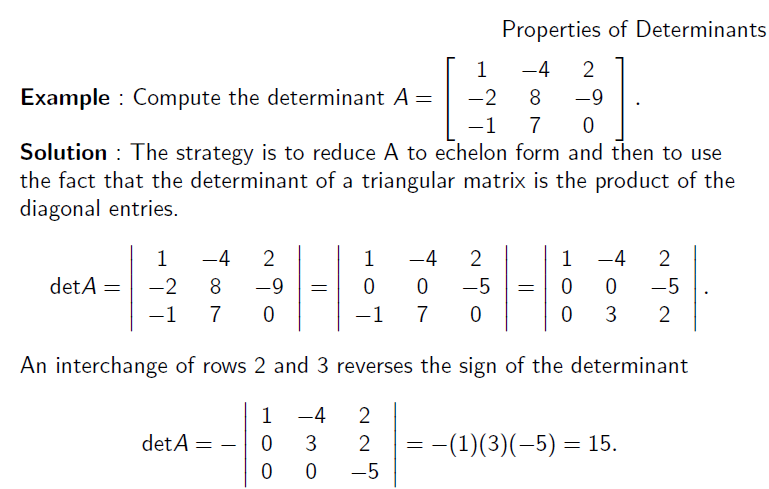 Properties of Determinants
Example : Compute the determinant A = [ 1 −4 2
−2 8 −9
−1 7 0 ] .
Solution : The strategy is to reduce A to echelon form and then to use
the fact that the determinant of a triangular matrix is the product of the
diagonal entries.
detA = | 1 −4 2 | = | 1 −4 2 | = | 1 −4 2 | .
| −2 8 −9 | | 0 0 −5 | | 0 0 −5 |
| −1 7 0 | | −1 7 0 | | 0 3 2 |
An interchange of rows 2 and 3 reverses the sign of the determinant
detA = − | 1 −4 2 |
| 0 3 2 | = −(1)(3)(−5) = 15.
| 0 0 −5 |